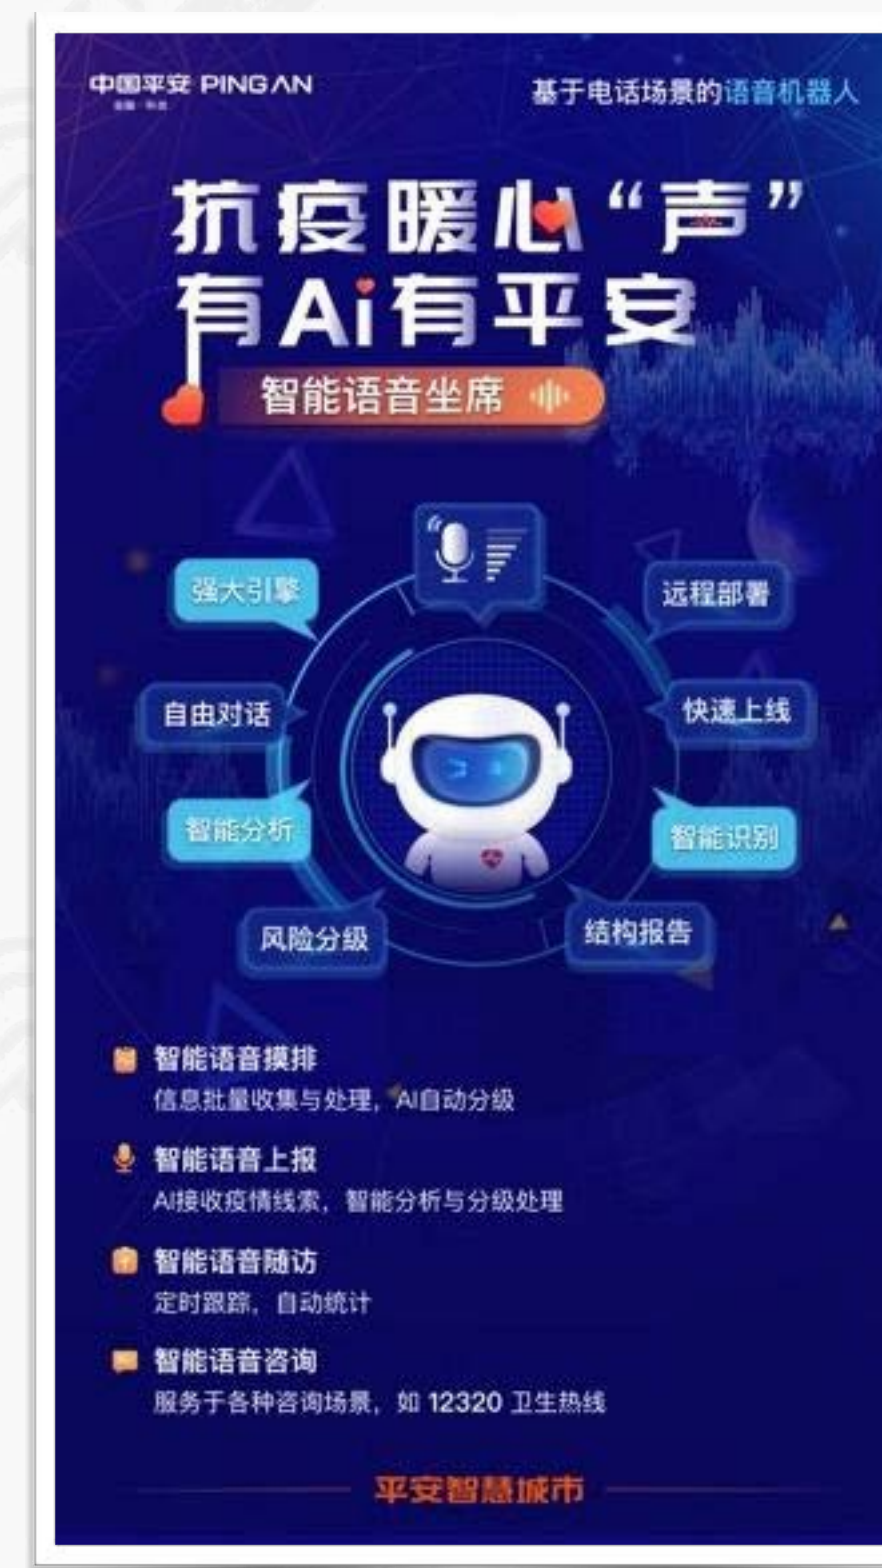 中国平安 PINGAN
金融·科技
基于电话场景的语音机器人
抗疫暖心“声”
有Ai有平安
智能语音坐席
强大引擎
远程部署
自由对话
快速上线
智能分析
智能识别
风险分级
结构报告
智能语音摸排
信息批量收集与处理，AI自动分级
智能语音上报
AI接收疫情线索，智能分析与分级处理
智能语音随访
定时跟踪，自动统计
智能语音咨询
服务于各种咨询场景，如 12320 卫生热线
平安智慧城市